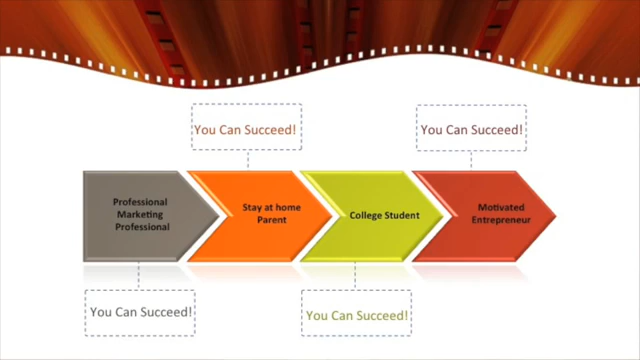 You Can Succeed!
You Can Succeed!
Professional
Marketing
Professional
Stay at home
Parent
College Student
Motivated
Entrepreneur
You Can Succeed!
You Can Succeed!